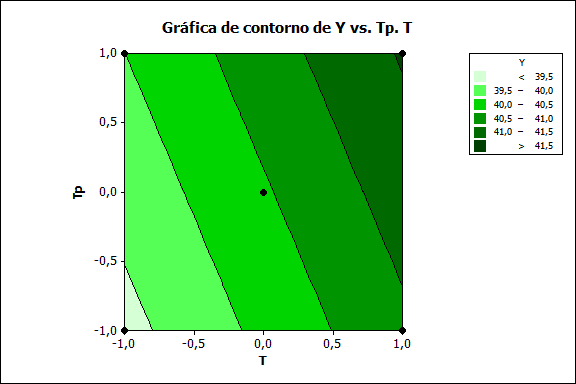 Gráfica de contorno de Y vs. Tp. T
1,0
0,5
0,0
-0,5
-1,0
Tp
-1,0 -0,5 0,0 0,5 1,0
T
Y
< 39,5
39,5 – 40,0
40,0 – 40,5
40,5 – 41,0
41,0 – 41,5
> 41,5